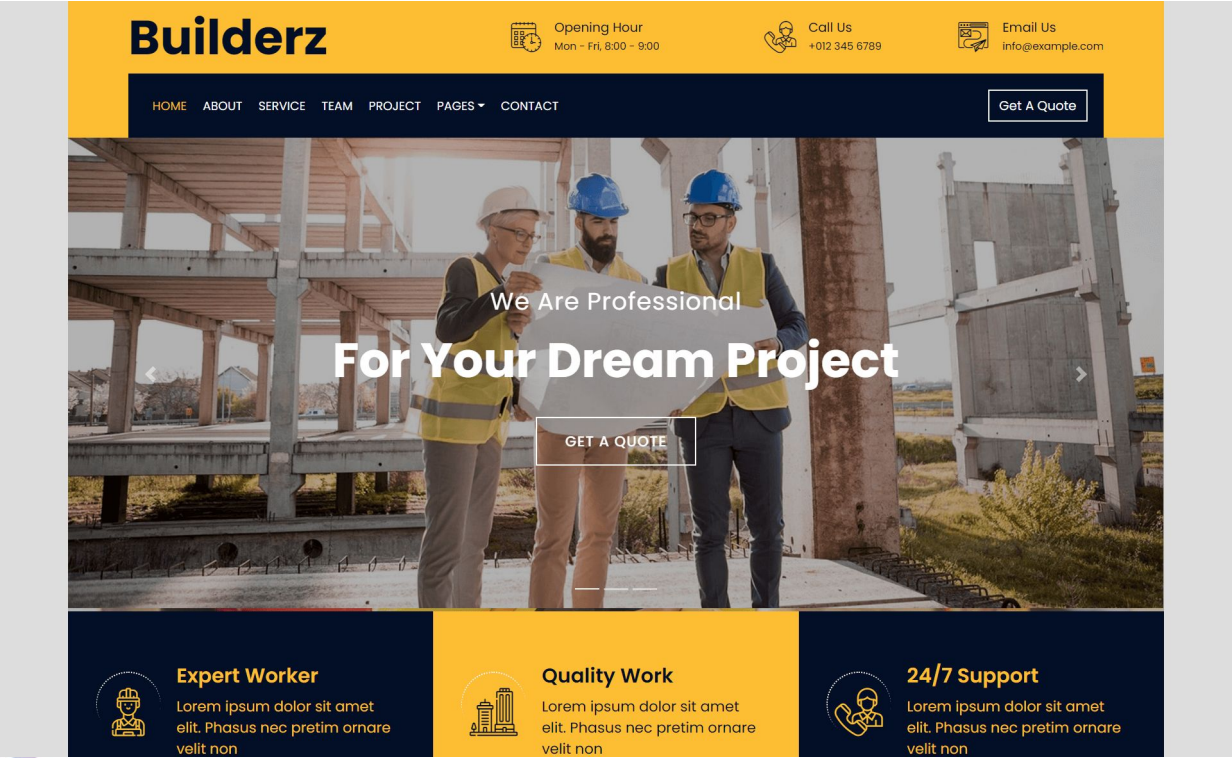 Builderz
Opening Hour
Mon - Fri, 8:00 - 9:00
Call Us
+012 345 6789
Email Us
info@example.com
HOME ABOUT SERVICE TEAM PROJECT PAGES CONTACT
Get A Quote
We Are Professional
For Your Dream Project
GET A QUOTE
Expert Worker
Lorem ipsum dolor sit amet
elit. Phasus nec pretim ornare
velit non
Quality Work
Lorem ipsum dolor sit amet
elit. Phasus nec pretim ornare
velit non
24/7 Support
Lorem ipsum dolor sit amet
elit. Phasus nec pretim ornare
velit non